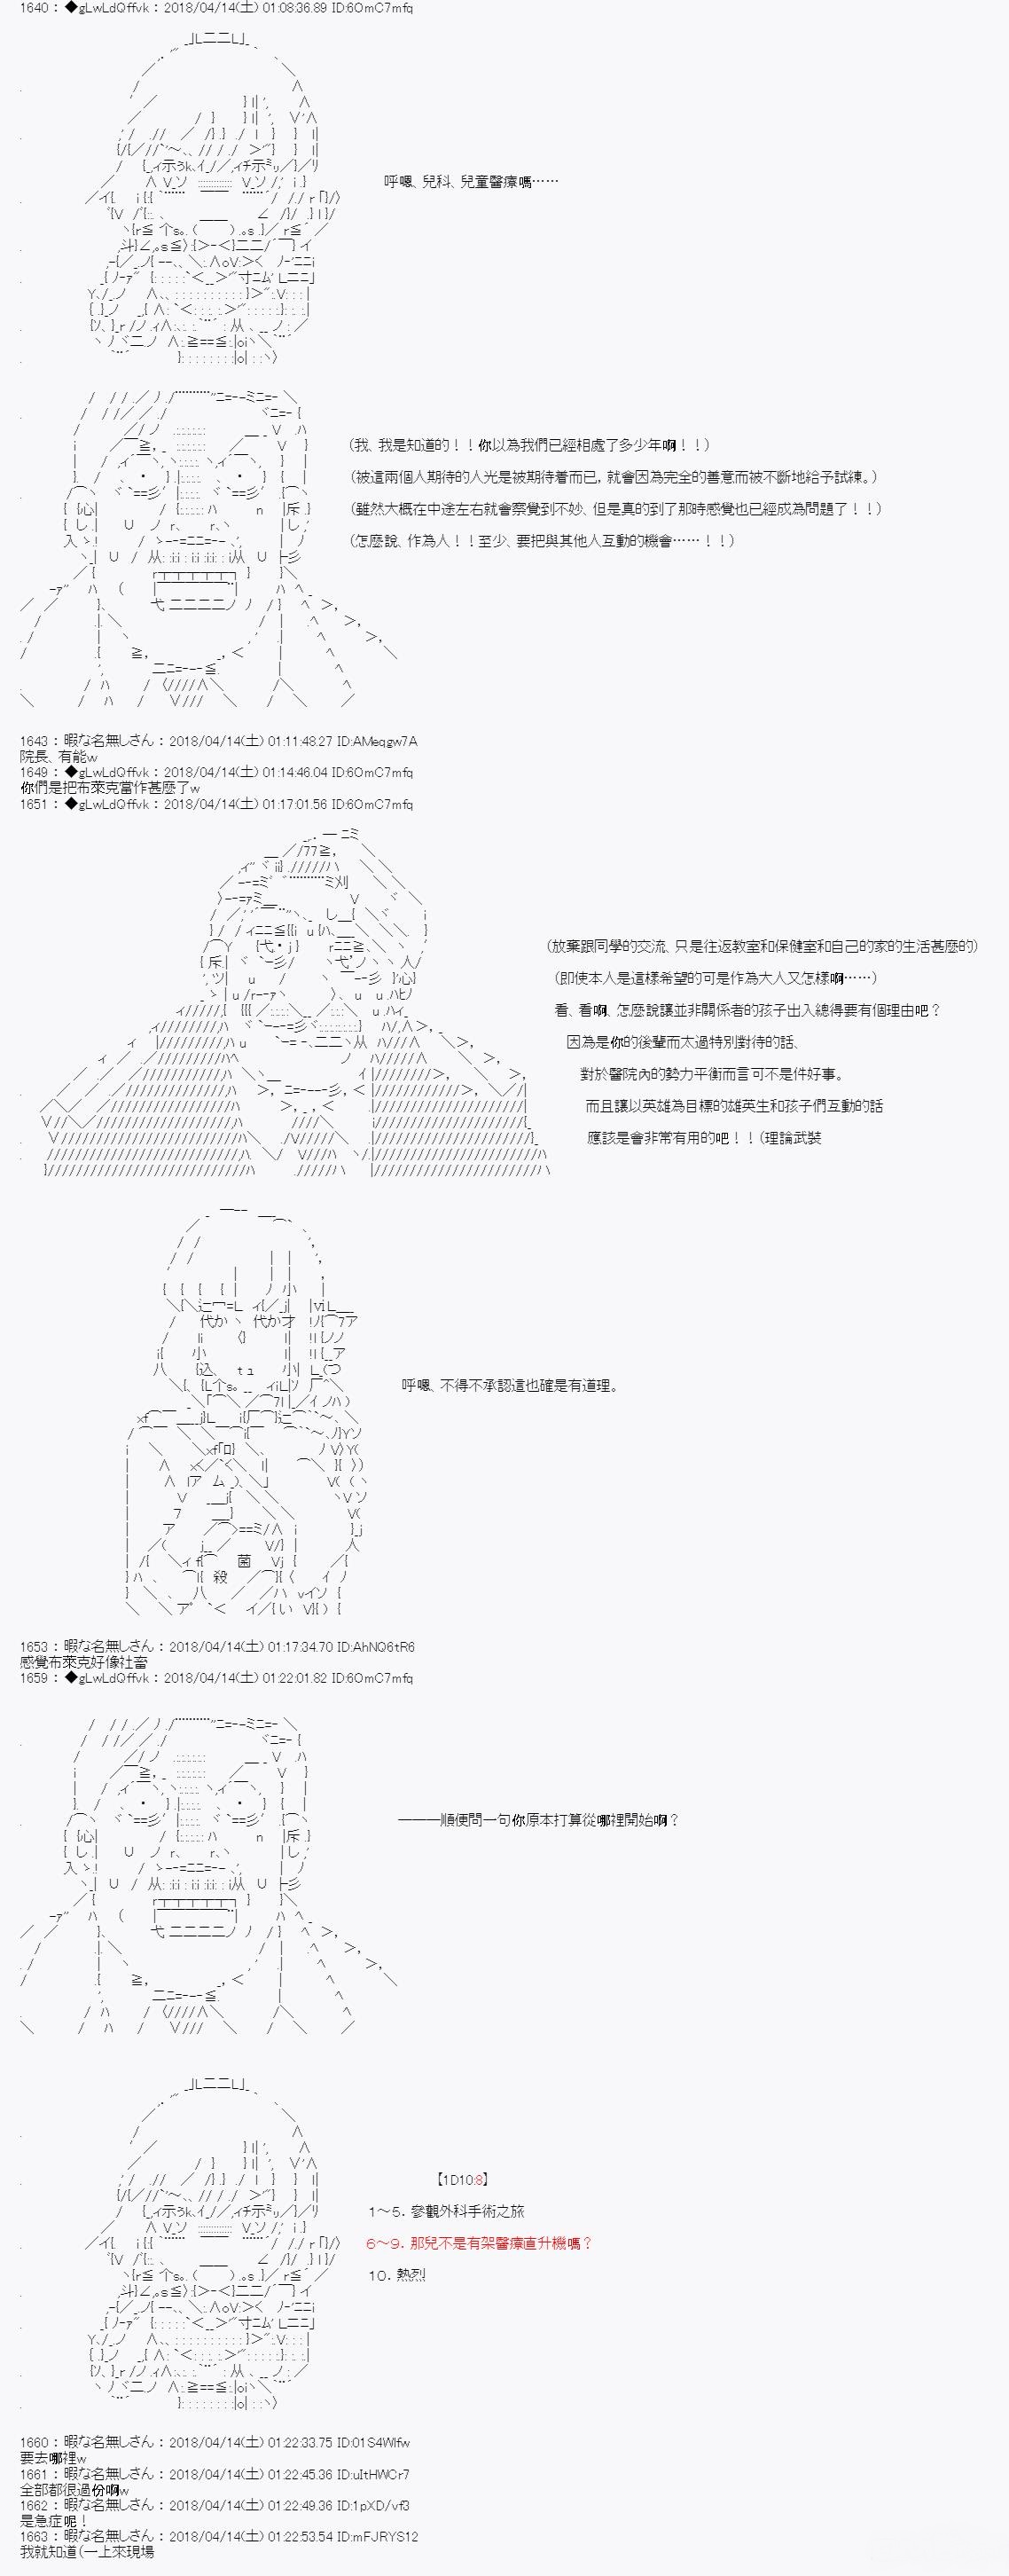 1640 : ◆gLwLdQffvk : 2018/04/14(土) 01:08:36.89 ID:6OmC7mfq
呼嗯、兒科、兒童醫療嗎……
（我、我是知道的！！你以為我們已經相處了多少年啊！！）
（被這兩個人期待的人光是被期待着而已, 就會因為完全的善意而被不斷地給予試練。）
（雖然大概在中途左右就會察覺到不妙、但是真的到了那時感覺也已經成為問題了！！）
（怎麼說、作為人！！至少、要把與其他人互動的機會……！！）
1643 : 暇な名無しさん : 2018/04/14(土) 01:11:48.27 ID:AMeqgw7A
院長、有能w
1649 : ◆gLwLdQffvk : 2018/04/14(土) 01:14:46.04 ID:6OmC7mfq
你們是把布萊克當作甚麼了w
1651 : ◆gLwLdQffvk : 2018/04/14(土) 01:17:01.56 ID:6OmC7mfq
（放棄跟同學的交流、只是往返教室和保健室和自己的家的生活甚麼的）
（即使本人是這樣希望的可是作為大人又怎樣啊……）
看、看啊、怎麼說讓並非關係者的孩子出入總得要有個理由吧？
因為是你的後輩而太過特別對待的話、
對於醫院內的勢力平衡而言可不是件好事。
而且讓以英雄為目標的雄英生和孩子們互動的話
應該是會非常有用的吧！！（理論武裝
殺 菌
呼嗯、不得不承認這也確是有道理。
1653 : 暇な名無しさん : 2018/04/14(土) 01:17:34.70 ID:AhNQ6tR6
感覺布萊克好像社畜
1659 : ◆gLwLdQffvk : 2018/04/14(土) 01:22:01.82 ID:6OmC7mfq
―――順便問一句你原本打算從哪裡開始啊？
【1D10:8】
１～５．參觀外科手術之旅
６～９．那兒不是有架醫療直升機嗎？
１０．熱烈
1660 : 暇な名無しさん : 2018/04/14(土) 01:22:33.75 ID:01S4Wlfw
要去哪裡w
1661 : 暇な名無しさん : 2018/04/14(土) 01:22:45.36 ID:uItHWCr7
全部都很過份啊w
1662 : 暇な名無しさん : 2018/04/14(土) 01:22:49.36 ID:1pXD/vf3
是急症呢！
1663 : 暇な名無しさん : 2018/04/14(土) 01:22:53.54 ID:mFJRYS12
我就知道（一上來現場